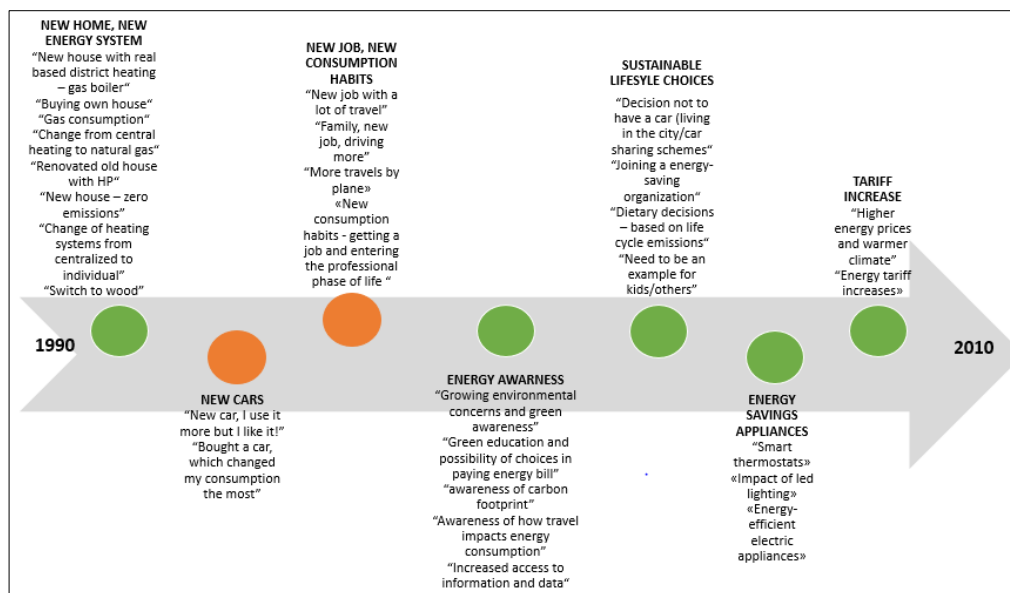 NEW HOME, NEW
ENERGY SYSTEM
“New house with real
based district heating
– gas boiler“
“Buying own house“
“Gas consumption“
“Change from central
heating to natural gas“
“Renovated old house
with HP“
“New house – zero
emissions”
“Change of heating
systems from
centralized to
individual”
“Switch to wood”
NEW JOB, NEW
CONSUMPTION
HABITS
“New job with a
lot of travel”
“Family, new
job, driving
more”
“More travels by
plane»
«New
consumption
habits - getting a
job and entering
the professional
phase of life “
SUSTAINABLE
LIFESYLE CHOICES
“Decision not to
have a car (living
in the city/car
sharing schemes“
“Joining a energy-
saving
organization“
“Dietary decisions
– based on life
cycle emissions“
“Need to be an
example for
kids/others”
TARIFF
INCREASE
“Higher
energy prices
and warmer
climate”
“Energy tariff
increases»
1990
2010
NEW CARS
“New car, I use it
more but I like it!”
“Bought a car,
which changed
my consumption
the most”
ENERGY AWARNESS
“Growing environmental
concerns and green
awareness”
“Green education and
possibility of choices in
paying energy bill”
“awareness of carbon
footprint”
“Awareness of how travel
impacts energy
consumption”
“Increased access to
information and data“
ENERGY
SAVINGS
APPLIANCES
“Smart
thermostats»
«Impact of led
lighting»
«Energy-
efficient
electric
appliances»